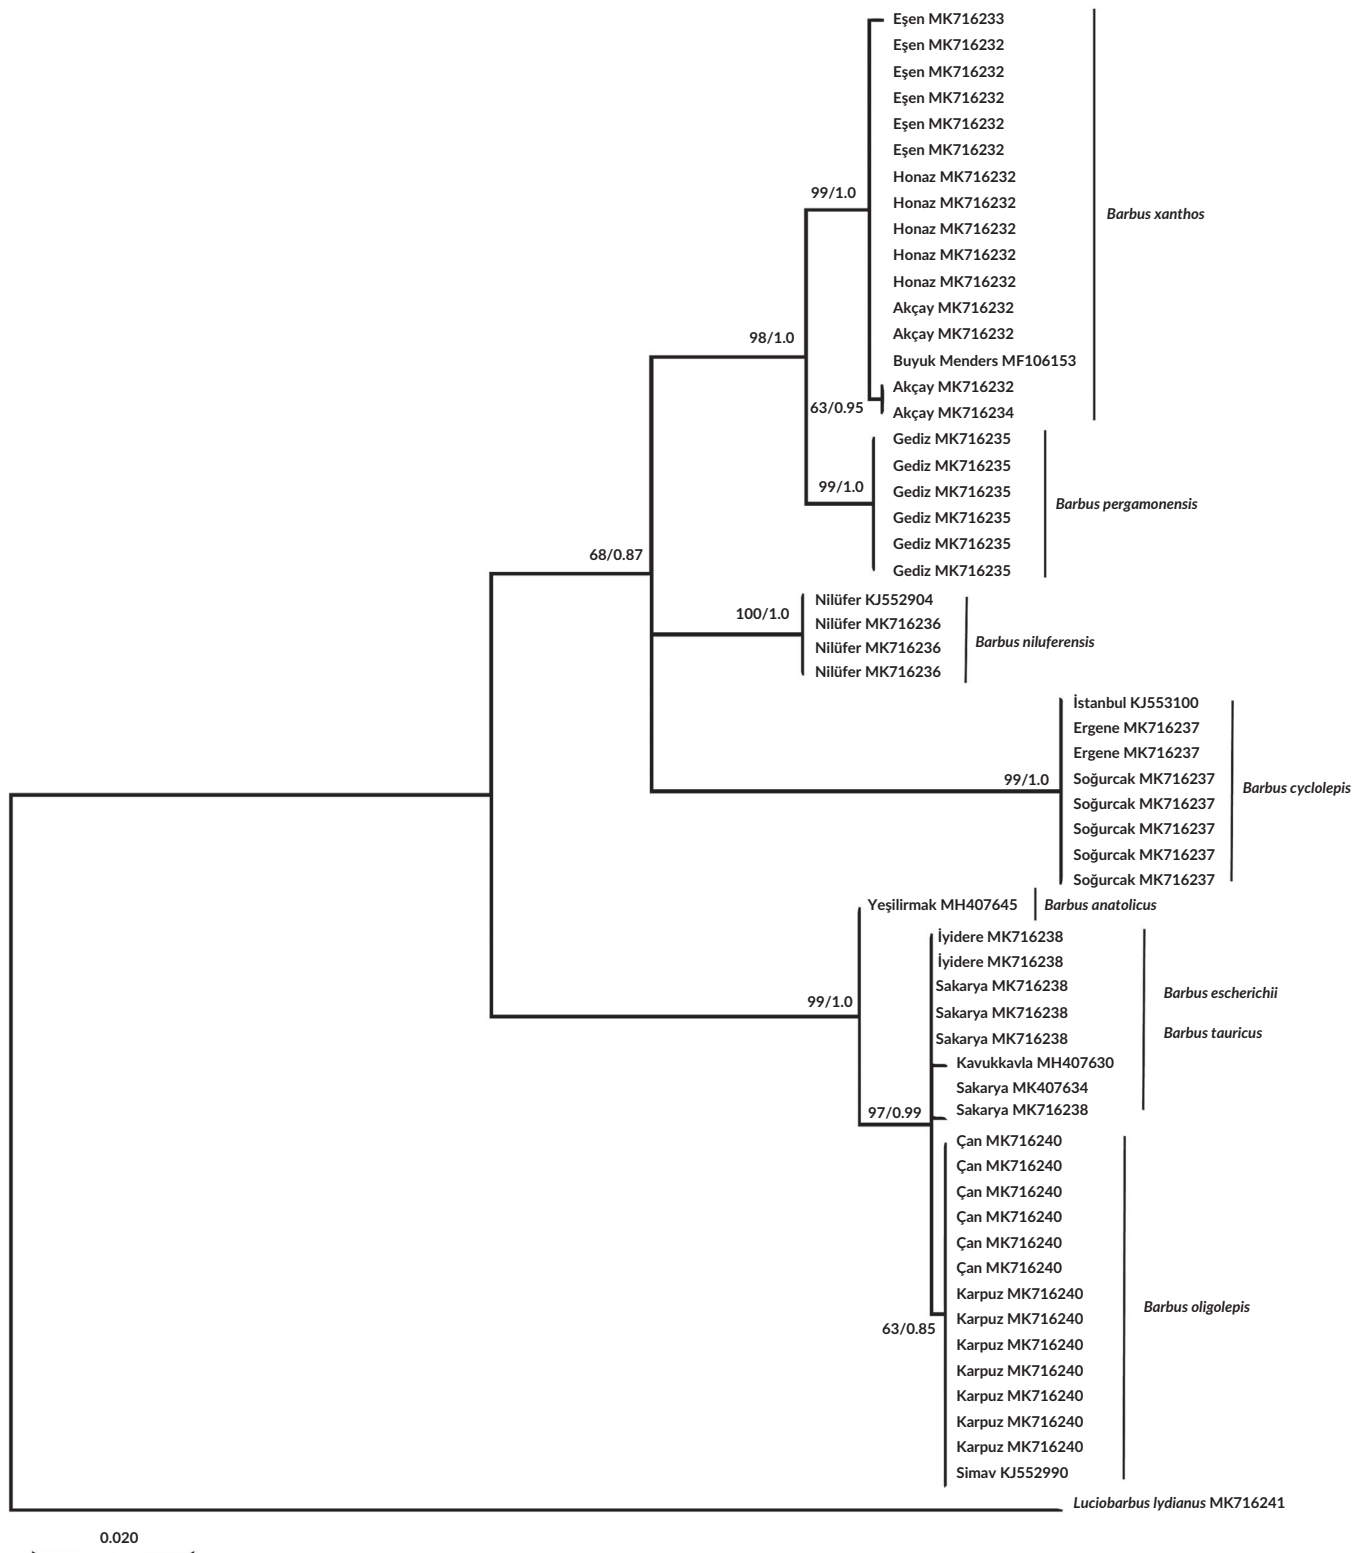 Eşen MK716233
Eşen MK716232
Eşen MK716232
Eşen MK716232
Eşen MK716232
Eşen MK716232
Honaz MK716232
99/1.0
Honaz MK716232
Barbus xanthos
Honaz MK716232
Honaz MK716232
Honaz MK716232
Akçay MK716232
Akçay MK716232
98/1.0
Buyuk Menders MF106153
Akçay MK716232
63/0.95
Akçay MK716234
Gediz MK716235
Gediz MK716235
99/1.0
Gediz MK716235
Barbus pergamonensis
Gediz MK716235
Gediz MK716235
68/0.87
Gediz MK716235
Nilüfer KJ552904
100/1.0
Nilüfer MK716236
Barbus niluferensis
Nilüfer MK716236
Nilüfer MK716236
İstanbul KJ553100
Ergene MK716237
Ergene MK716237
99/1.0
Soğurcak MK716237
Barbus cyclolepis
Soğurcak MK716237
Soğurcak MK716237
Soğurcak MK716237
Soğurcak MK716237
Yeşilirmak MH407645
Barbus anatolicus
İyidere MK716238
İyidere MK716238
Sakarya MK716238
Barbus escherichii
99/1.0
Sakarya MK716238
Barbus tauricus
Sakarya MK716238
Kavukkavla MH407630
Sakarya MK407634
97/0.99
Sakarya MK716238
Çan MK716240
Çan MK716240
Çan MK716240
Çan MK716240
Çan MK716240
Çan MK716240
Karpuz MK716240
Barbus oligolepis
Karpuz MK716240
63/0.85
Karpuz MK716240
Karpuz MK716240
Karpuz MK716240
Karpuz MK716240
Karpuz MK716240
Simav KJ552990
Luciobarbus lydianus MK716241
0.020